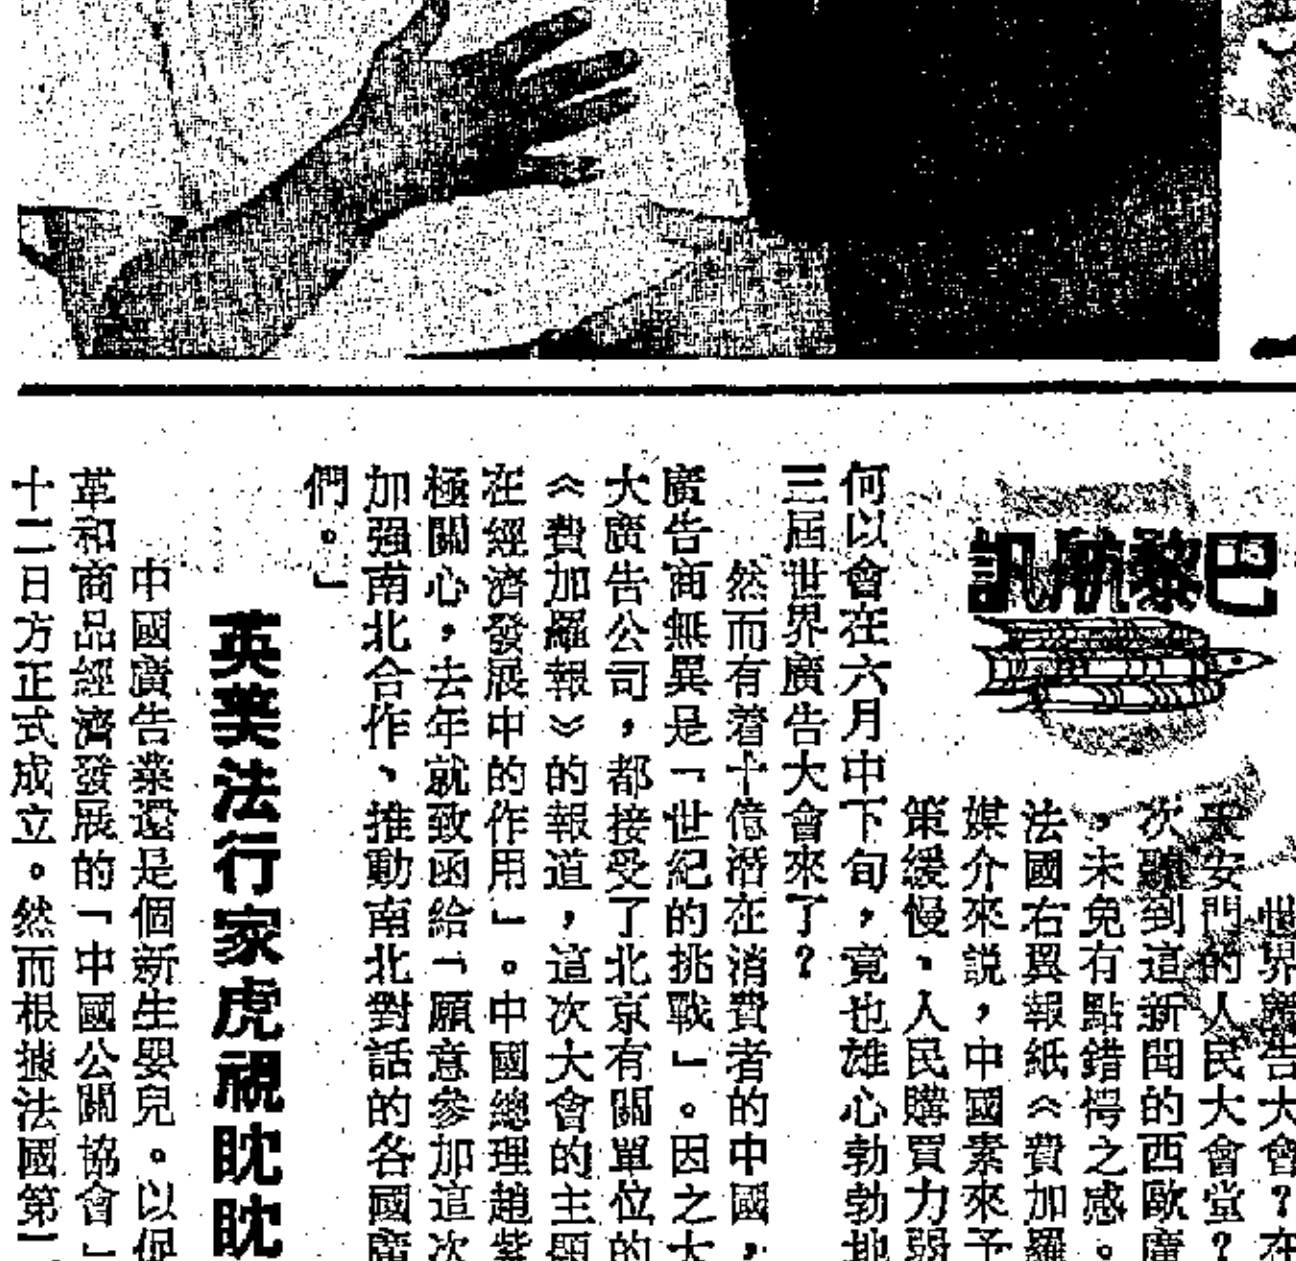 巴黎航訊
世界廣告大會？在
天安門的人民大會堂？
次聽到這新聞的西歐廣
，未免有點錯愕之感。
法國右翼報紙《費加羅
媒介來説，中國素來予
策緩慢、人民購買力弱
何以會在六月中下旬，竟也雄心勃勃地
三屆世界廣告大會來了？
然而有着十億潛在消費者的中國，
廣告商無異是「世紀的挑戰」。因之大
大廣告公司，都接受了北京有關單位的
《費加羅報》的報道，這次大會的主題
在經濟發展中的作用」。中國總理趙紫
極關心，去年就致函給「願意參加這次
加强南北合作、推動南北對話的各國廣
們。」
英美法行家虎視眈眈
中國廣告業還是個新生嬰兒。以促
革和商品經濟發展的「中國公關協會」
十二日方正式成立。然而根據法國第一